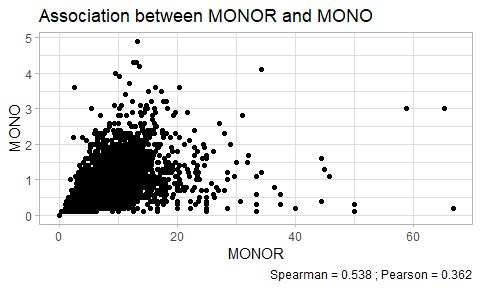 Association between MONOR and MONO
5
4
3
2
1
0
MONO
0 20 40 60
MONOR
Spearman = 0.538 ; Pearson = 0.362